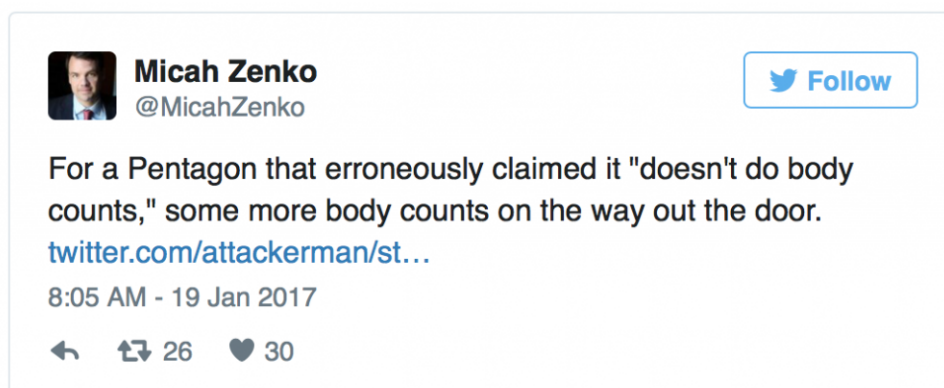 Micah Zenko
@MicahZenko
Follow
For a Pentagon that erroneously claimed it "doesn't do body
counts," some more body counts on the way out the door.
twitter.com/attackerman/st…
8:05 AM - 19 Jan 2017
26 30